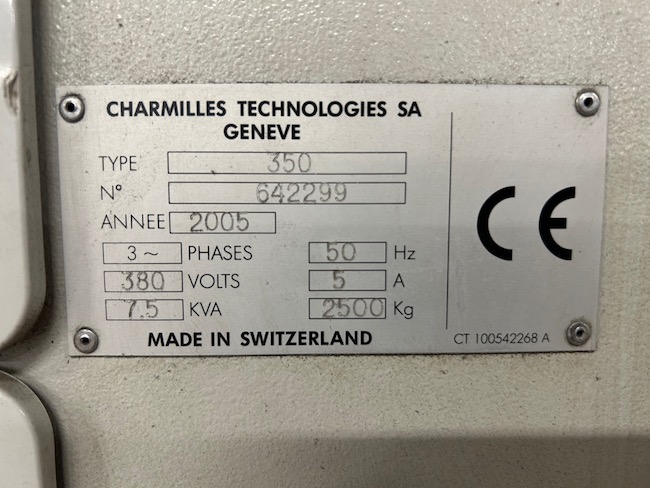 CHARMILLES TECHNOLOGIES SA
GENEVE
TYPE 350
N° 642299
ANNEE 2005
3 ~ PHASES 50 Hz
380 VOLTS 5 A
7.5 KVA 2500 Kg
MADE IN SWITZERLAND
CE
CT 100542268 A